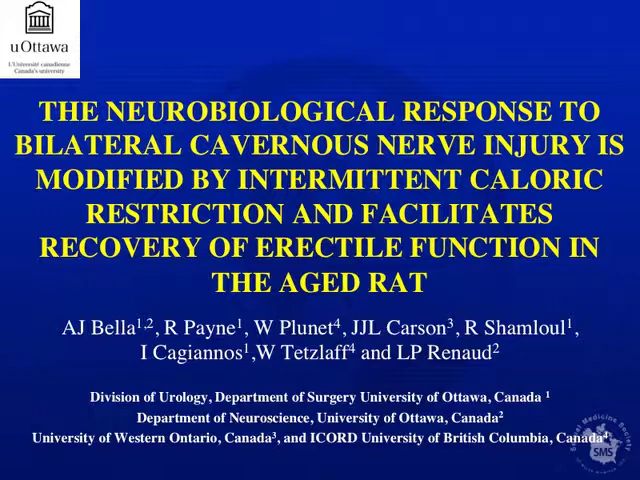 uOttawa
L'Université canadienne
Canada's university
THE NEUROBIOLOGICAL RESPONSE TO
BILATERAL CAVERNOUS NERVE INJURY IS
MODIFIED BY INTERMITTENT CALORIC
RESTRICTION AND FACILITATES
RECOVERY OF ERECTILE FUNCTION IN
THE AGED RAT
AJ Bella1,2, R Payne1, W Plunet4, JJL Carson3, R Shamloul1,
I Cagiannos1,W Tetzlaff4 and LP Renaud2
Division of Urology, Department of Surgery University of Ottawa, Canada 1
Department of Neuroscience, University of Ottawa, Canada2
University of Western Ontario, Canada3, and ICORD University of British Columbia, Canada4
Sexual Medicine Society
SMS